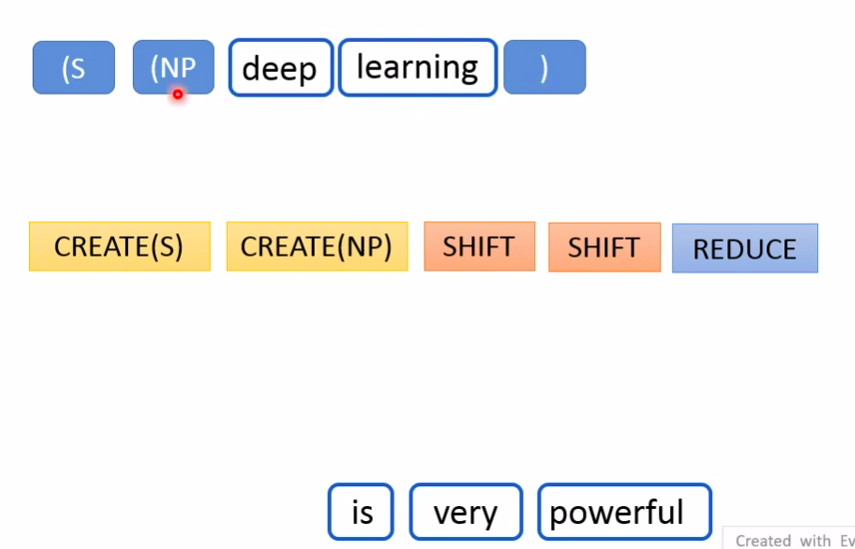 (S (NP deep learning )
CREATE(S) CREATE(NP) SHIFT SHIFT REDUCE
is very powerful
Created with Ev